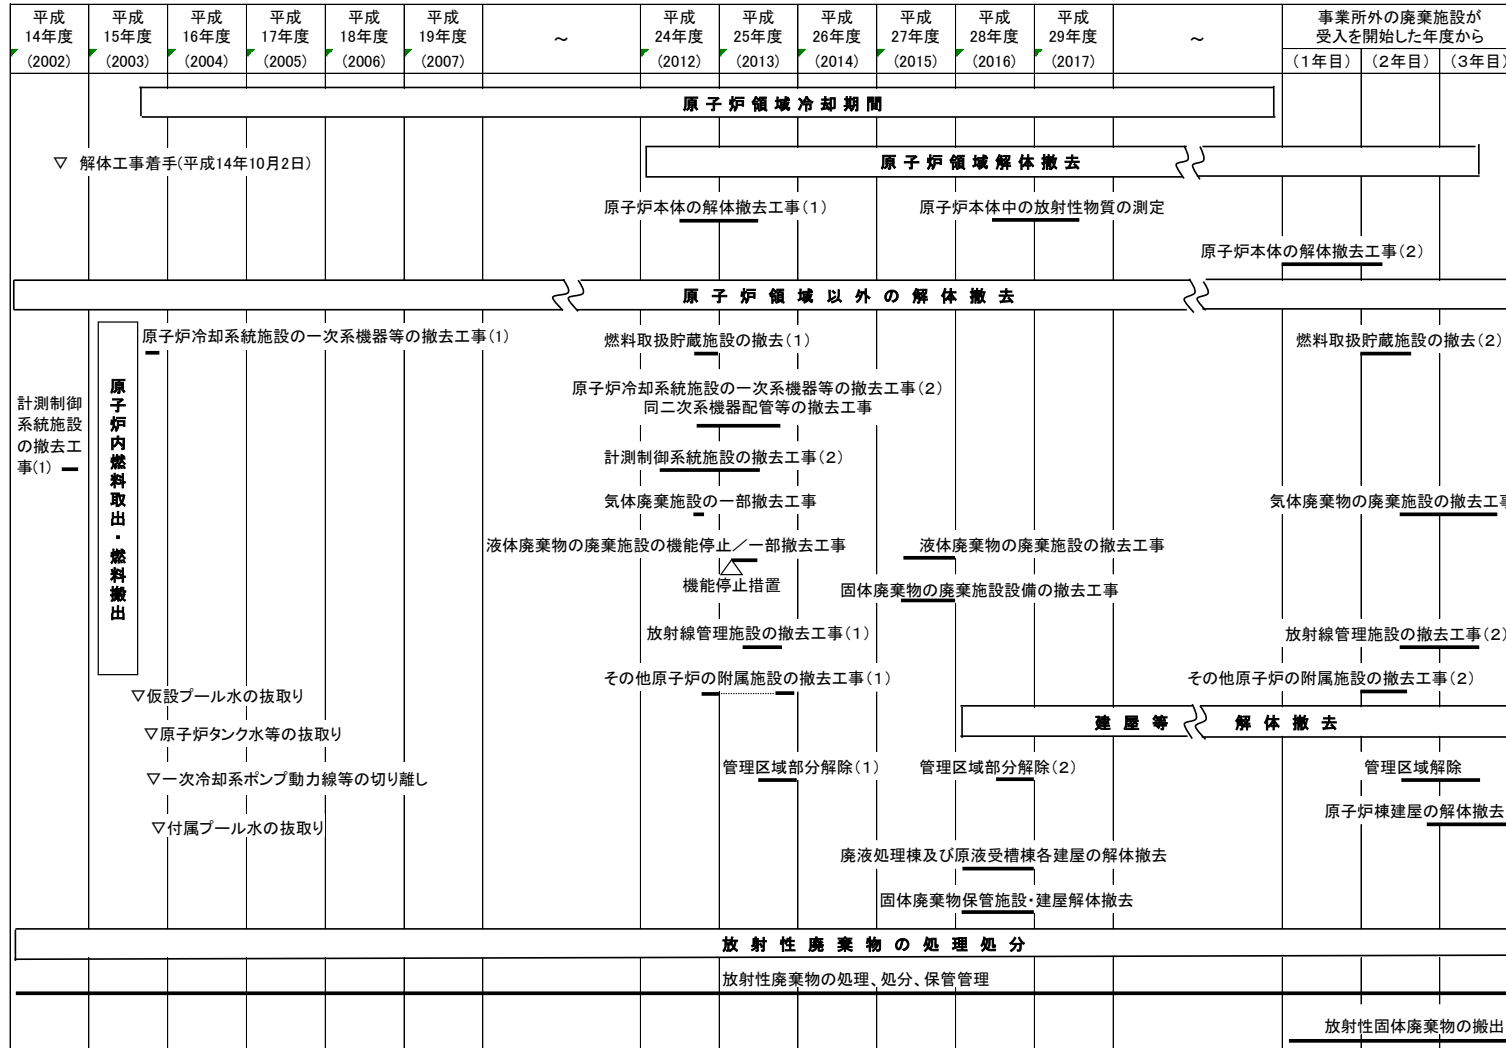 平成
14年度
(2002)
平成
15年度
(2003)
平成
16年度
(2004)
平成
17年度
(2005)
平成
18年度
(2006)
平成
19年度
(2007)
～
平成
24年度
(2012)
平成
25年度
(2013)
平成
26年度
(2014)
平成
27年度
(2015)
平成
28年度
(2016)
平成
29年度
(2017)
～
事業所外の廃棄施設が
受入を開始した年度から
(1年目)
(2年目)
(3年目)
原子炉領域冷却期間
▽ 解体工事着手(平成14年10月2日)
原子炉領域解体撤去
原子炉本体の解体撤去工事(1)
原子炉本体中の放射性物質の測定
原子炉本体の解体撤去工事(2)
原子炉領域以外の解体撤去
原子炉冷却系統施設の一次系機器等の撤去工事(1)
燃料取扱貯蔵施設の撤去(1)
燃料取扱貯蔵施設の撤去(2)
計測制御
系統施設
の撤去工
事(1)
原子炉内燃料取出・燃料搬出
原子炉冷却系統施設の一次系機器等の撤去工事(2)
同二次系機器配管等の撤去工事
計測制御系統施設の撤去工事(2)
気体廃棄施設の一部撤去工事
気体廃棄物の廃棄施設の撤去工事
液体廃棄物の廃棄施設の機能停止／一部撤去工事
液体廃棄物の廃棄施設の撤去工事
機能停止措置
固体廃棄物の廃棄施設設備の撤去工事
放射線管理施設の撤去工事(1)
放射線管理施設の撤去工事(2)
その他原子炉の附属施設の撤去工事(1)
その他原子炉の附属施設の撤去工事(2)
▽仮設プール水の抜取り
建屋等 解体撤去
▽原子炉タンク水等の抜取り
▽一次冷却系ポンプ動力線等の切り離し
管理区域部分解除(1)
管理区域部分解除(2)
管理区域解除
原子炉棟建屋の解体撤去
▽付属プール水の抜取り
廃液処理棟及び原液受槽棟各建屋の解体撤去
固体廃棄物保管施設・建屋解体撤去
放射性廃棄物の処理処分
放射性廃棄物の処理、処分、保管管理
放射性固体廃棄物の搬出